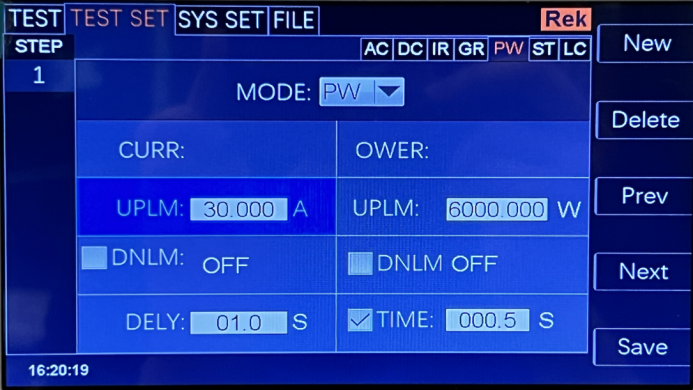 TEST TEST SET SYS SET FILE Rek
STEP AC DC IR GR PW ST LC
1
MODE: PW
CURR: OWER:
UPLM: 30.000 A UPLM: 6000.000 W
DNLM: OFF DNLM OFF
DELY: 01.0 S TIME: 000.5 S
16:20:19
New
Delete
Prev
Next
Save